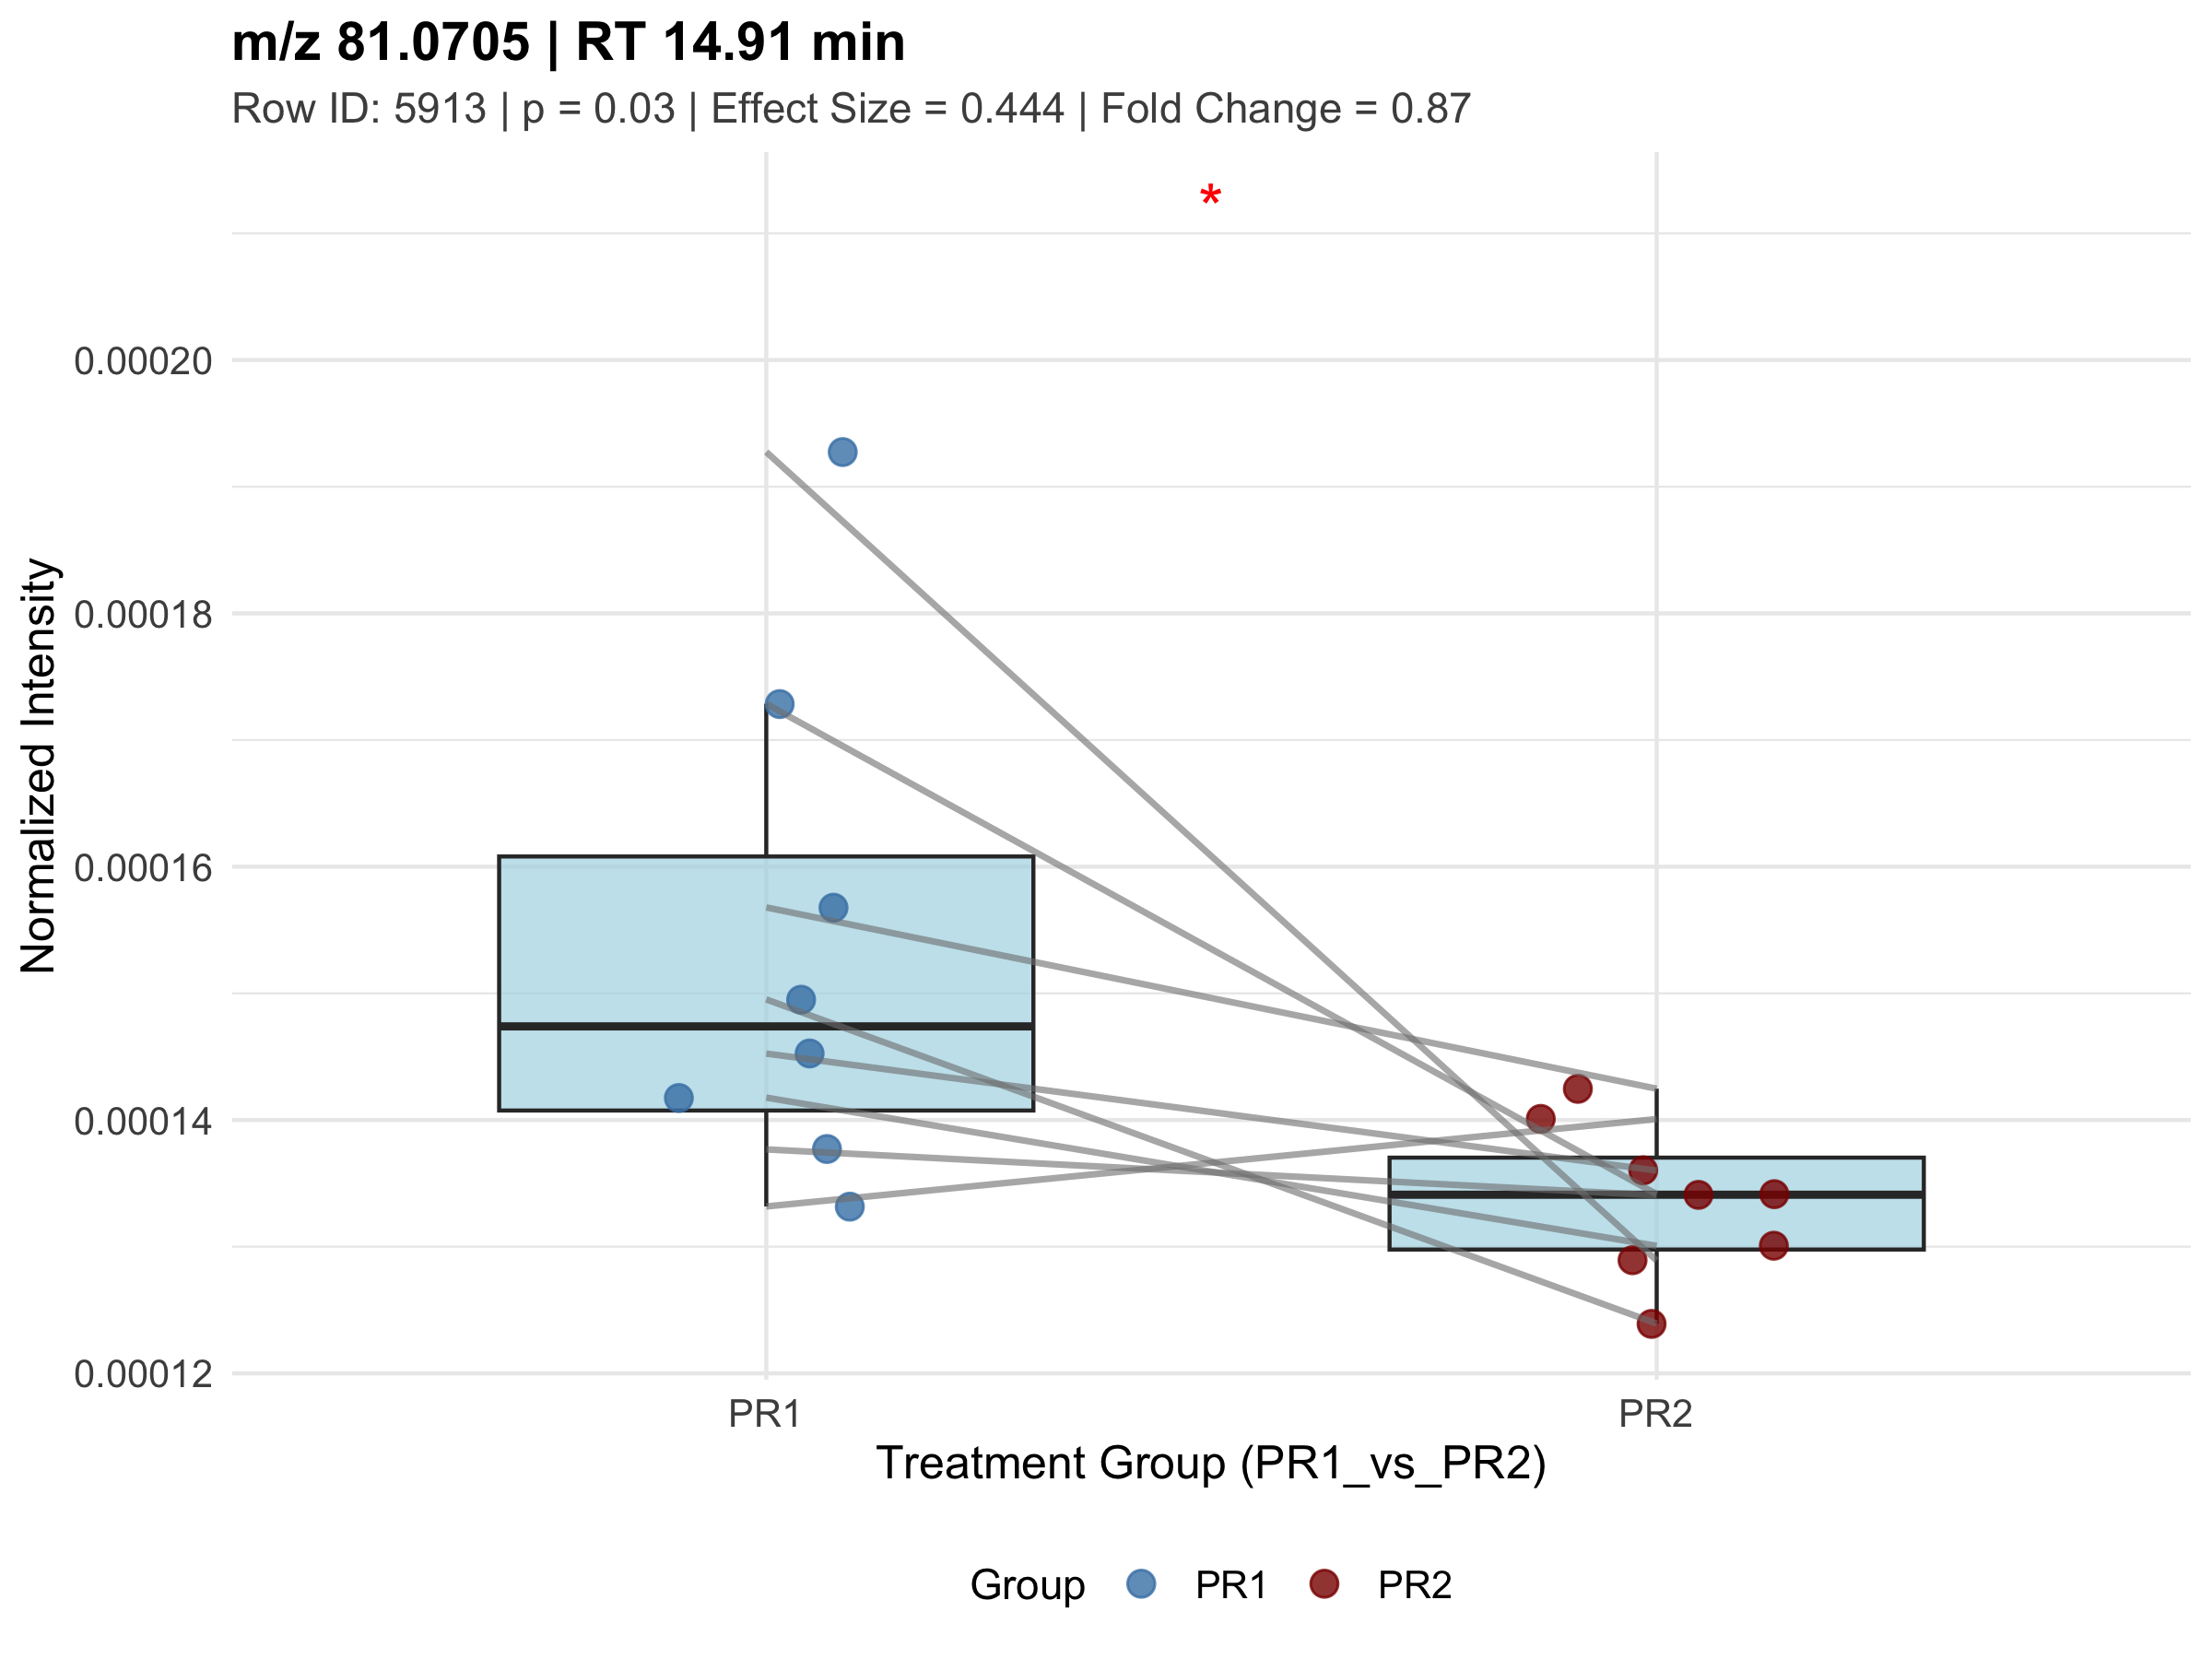 m/z 81.0705 | RT 14.91 min
Row ID: 5913 | p = 0.03 | Effect Size = 0.444 | Fold Change = 0.87
*
Normalized Intensity
0.00020
0.00018
0.00016
0.00014
0.00012
PR1 PR2
Treatment Group (PR1_vs_PR2)
Group PR1 PR2